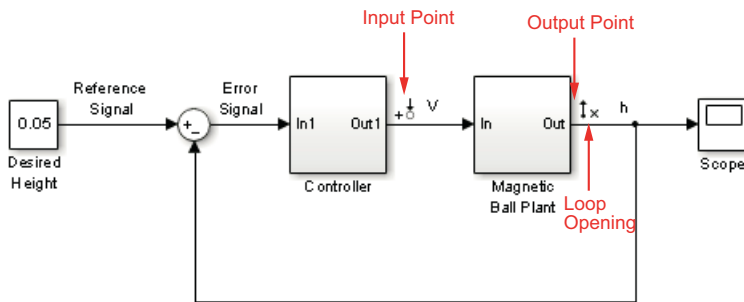 Input Point
Output Point
Reference
Signal
Error
Signal
V
h
0.05
+
-
In1
Out1
+
In
Out
x
Desired
Height
Controller
Magnetic
Ball Plant
Loop
Opening
Scope